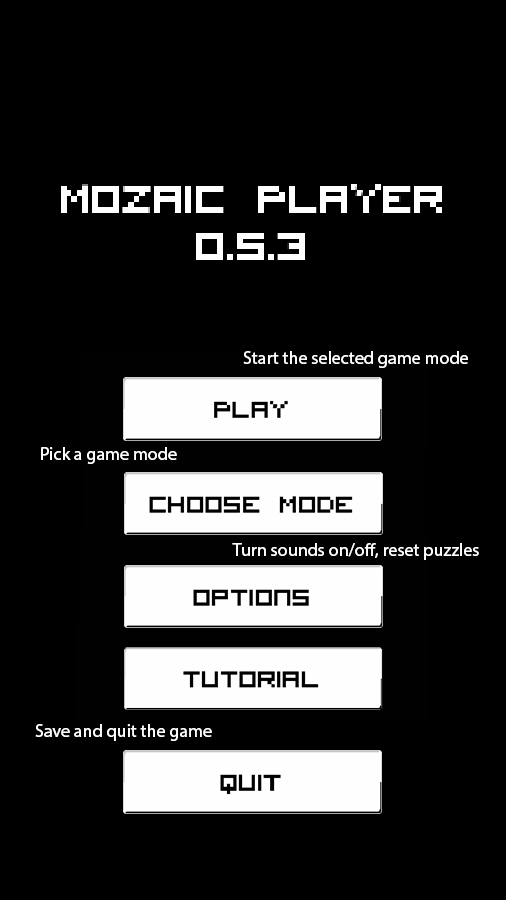 MOZAIC PLAYER
0.5.3
Start the selected game mode
PLAY
Pick a game mode
CHOOSE MODE
Turn sounds on/off, reset puzzles
OPTIONS
TUTORIAL
Save and quit the game
QUIT